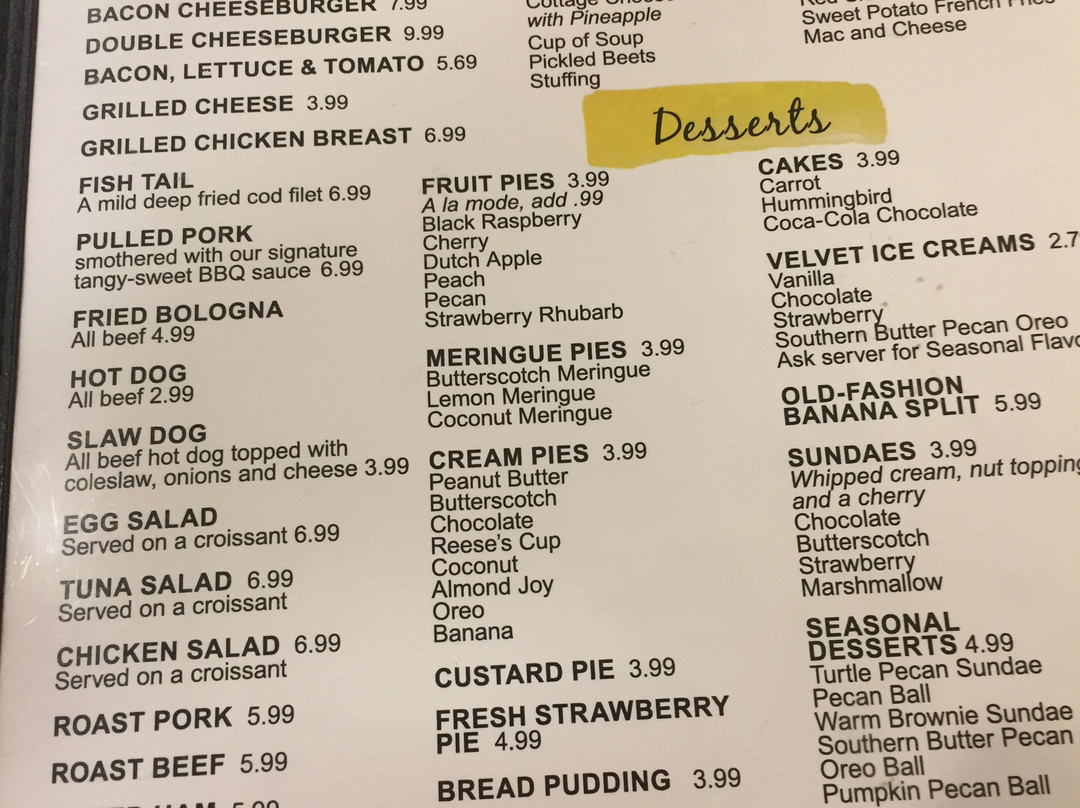 BACON CHEESEBURGER 7.99
DOUBLE CHEESEBURGER 9.99
BACON, LETTUCE & TOMATO 5.69
GRILLED CHEESE 3.99
GRILLED CHICKEN BREAST 6.99
FISH TAIL
A mild deep fried cod filet 6.99
PULLED PORK
smothered with our signature
tangy-sweet BBQ sauce 6.99
FRIED BOLOGNA
All beef 4.99
HOT DOG
All beef 2.99
SLAW DOG
All beef hot dog topped with
coleslaw, onions and cheese 3.99
EGG SALAD
Served on a croissant 6.99
TUNA SALAD 6.99
Served on a croissant
CHICKEN SALAD 6.99
Served on a croissant
ROAST PORK 5.99
ROAST BEEF 5.99
HAM 5.99
Cottage Cheese
with Pineapple
Cup of Soup
Pickled Beets
Stuffing
Sweet Potato French Fries
Mac and Cheese
Desserts
FRUIT PIES 3.99
A la mode, add .99
Black Raspberry
Cherry
Dutch Apple
Peach
Pecan
Strawberry Rhubarb
MERINGUE PIES 3.99
Butterscotch Meringue
Lemon Meringue
Coconut Meringue
CREAM PIES 3.99
Peanut Butter
Butterscotch
Chocolate
Reese's Cup
Coconut
Almond Joy
Oreo
Banana
CUSTARD PIE 3.99
FRESH STRAWBERRY
PIE 4.99
BREAD PUDDING 3.99
CAKES 3.99
Carrot
Hummingbird
Coca-Cola Chocolate
VELVET ICE CREAMS 2.7
Vanilla
Chocolate
Strawberry
Southern Butter Pecan Oreo
Ask server for Seasonal Flavo
OLD-FASHION
BANANA SPLIT 5.99
SUNDAES 3.99
Whipped cream, nut topping
and a cherry
Chocolate
Butterscotch
Strawberry
Marshmallow
SEASONAL
DESSERTS 4.99
Turtle Pecan Sundae
Pecan Ball
Warm Brownie Sundae
Southern Butter Pecan
Oreo Ball
Pumpkin Pecan Ball